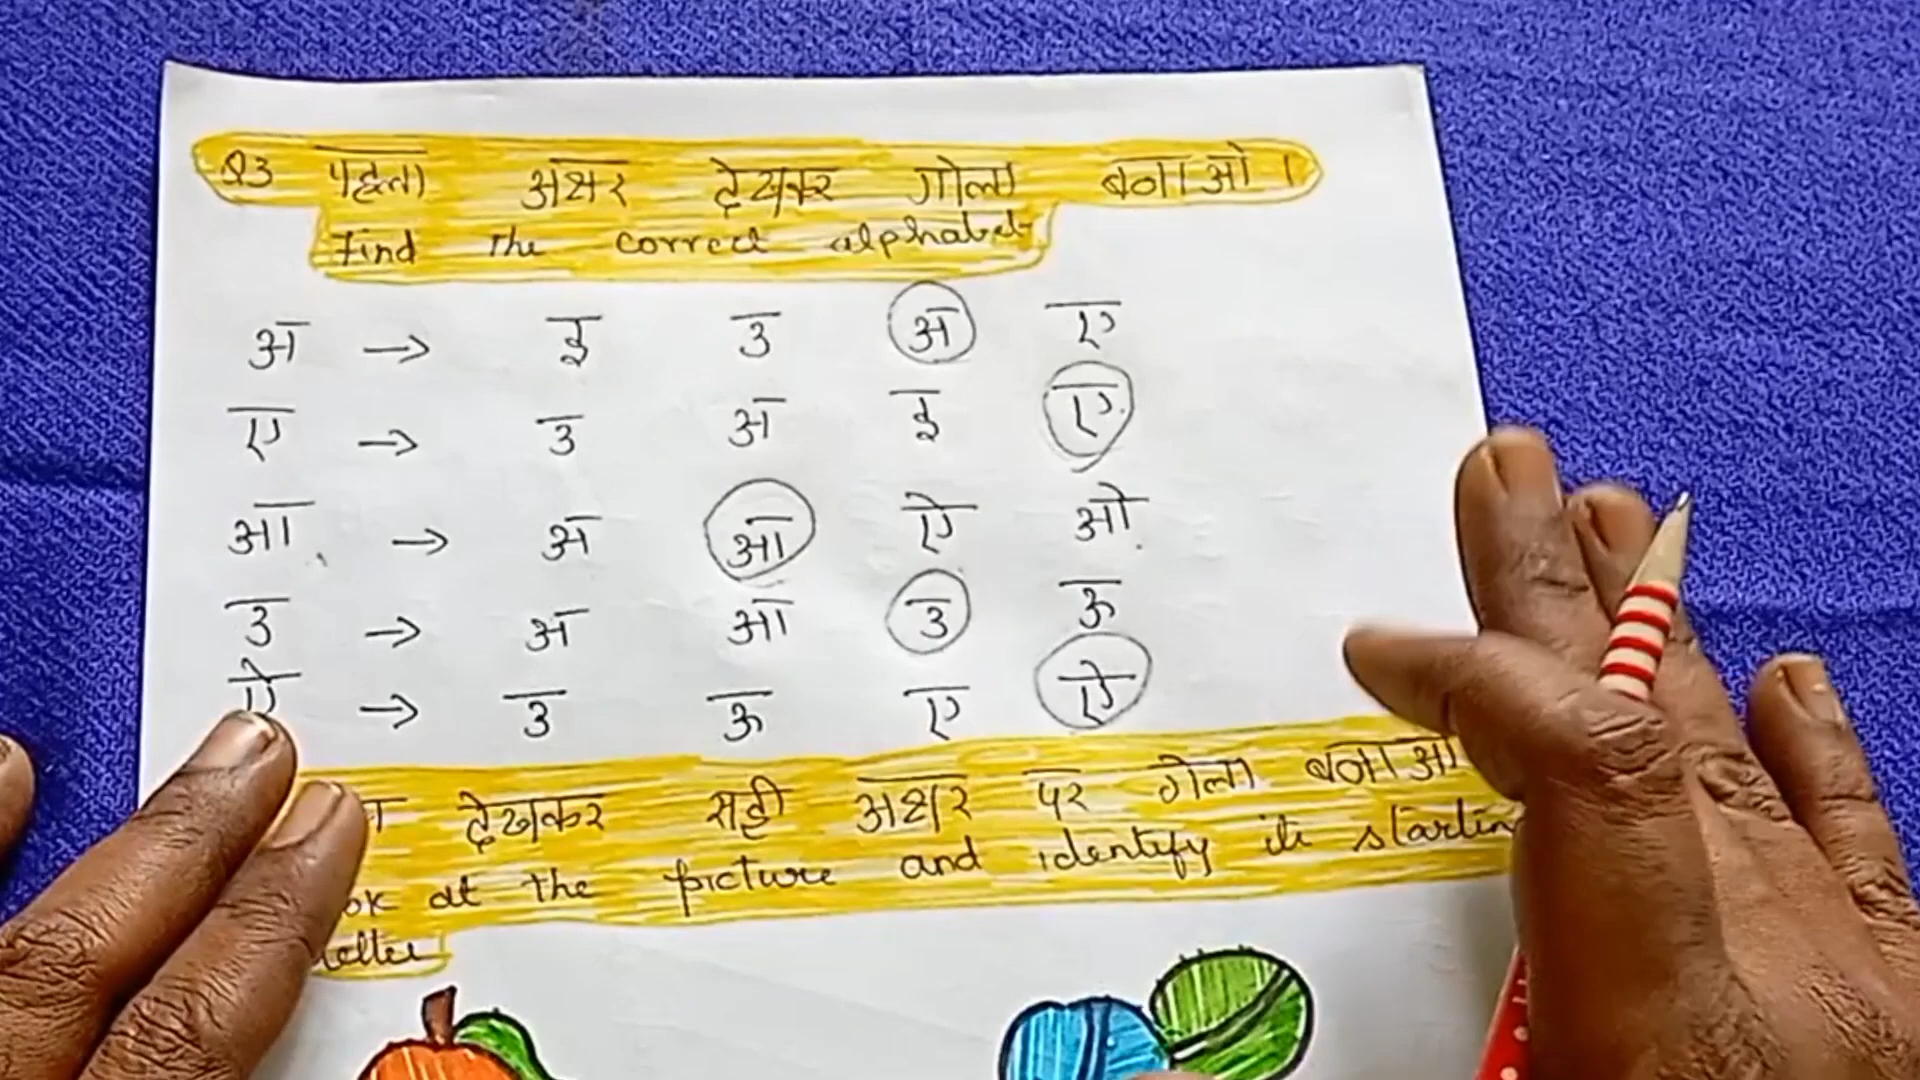 Q3 पहला अक्षर देखकर गोला बनाओ।
Find the correct alphabet
अ → इ उ अ ए
ए → उ अ इ ए
आ → अ आ ऐ ओ
उ → अ आ उ ऊ
ऐ → उ ऊ ए ऐ
देखकर सही अक्षर पर गोला बनाओ
at the picture and identify its